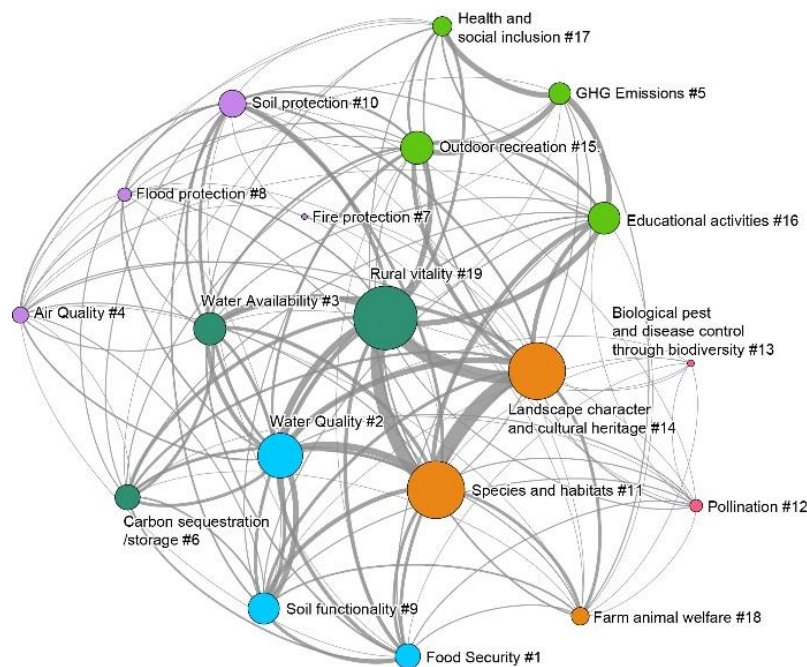 Health and
social inclusion #17
GHG Emissions #5
Soil protection #10
Outdoor recreation #15
Flood protection #8
Fire protection #7
Educational activities #16
Rural vitality #19
Water Availability #3
Air Quality #4
Biological pest
and disease control
through biodiversity #13
Landscape character
and cultural heritage #14
Water Quality #2
Species and habitats #11
Carbon sequestration
/storage #6
Pollination #12
Soil functionality #9
Farm animal welfare #18
Food Security #1